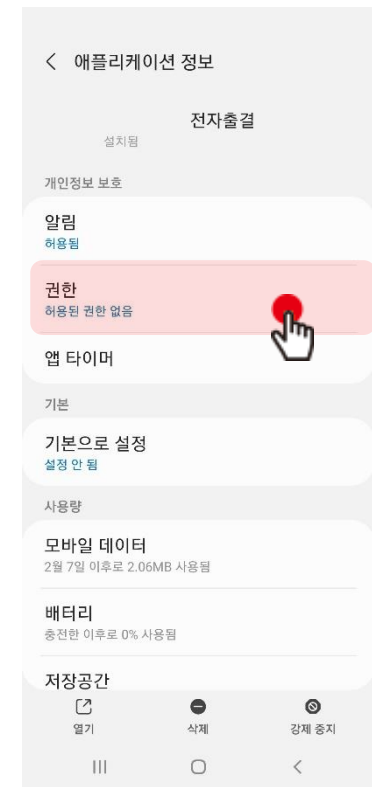 애플리케이션 정보
전자출결
설치됨
개인정보 보호
알림
허용됨
권한
허용된 권한 없음
앱 타이머
기본
기본으로 설정
설정 안 됨
사용량
모바일 데이터
2월 7일 이후로 2.06MB 사용됨
배터리
충전한 이후로 0% 사용됨
저장공간
열기 삭제 강제 중지